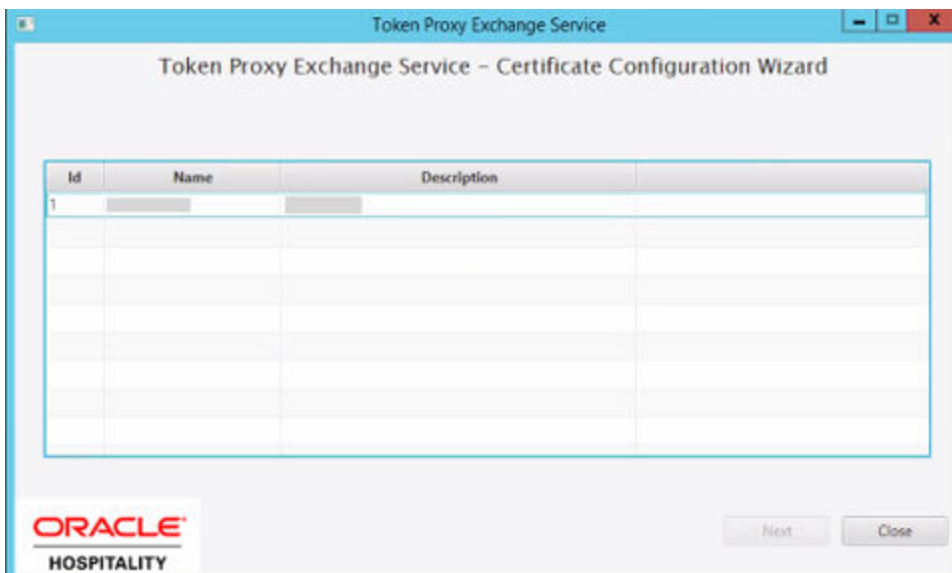 Token Proxy Exchange Service
Token Proxy Exchange Service – Certificate Configuration Wizard
Id Name Description
1
ORACLE
HOSPITALITY
Next Close